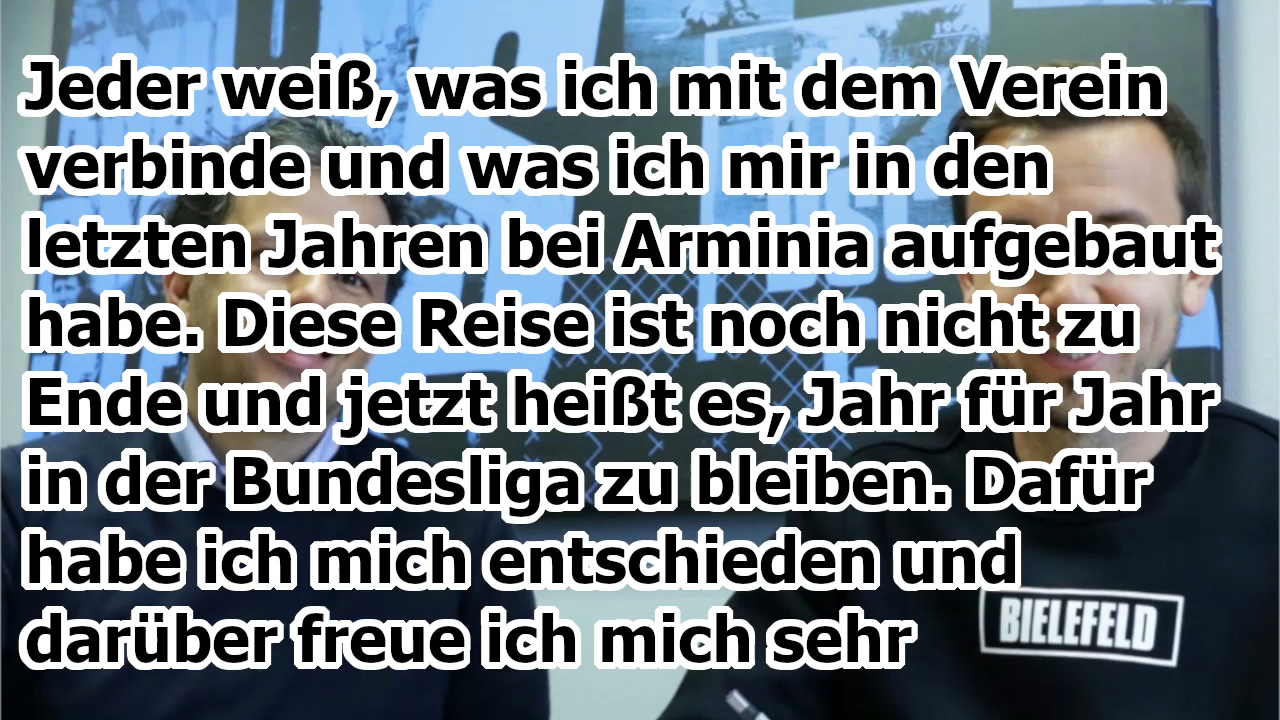 Jeder weiß, was ich mit dem Verein
verbinde und was ich mir in den
letzten Jahren bei Arminia aufgebaut
habe. Diese Reise ist noch nicht zu
Ende und jetzt heißt es, Jahr für Jahr
in der Bundesliga zu bleiben. Dafür
habe ich mich entschieden und
darüber freue ich mich sehr
BIELEFELD